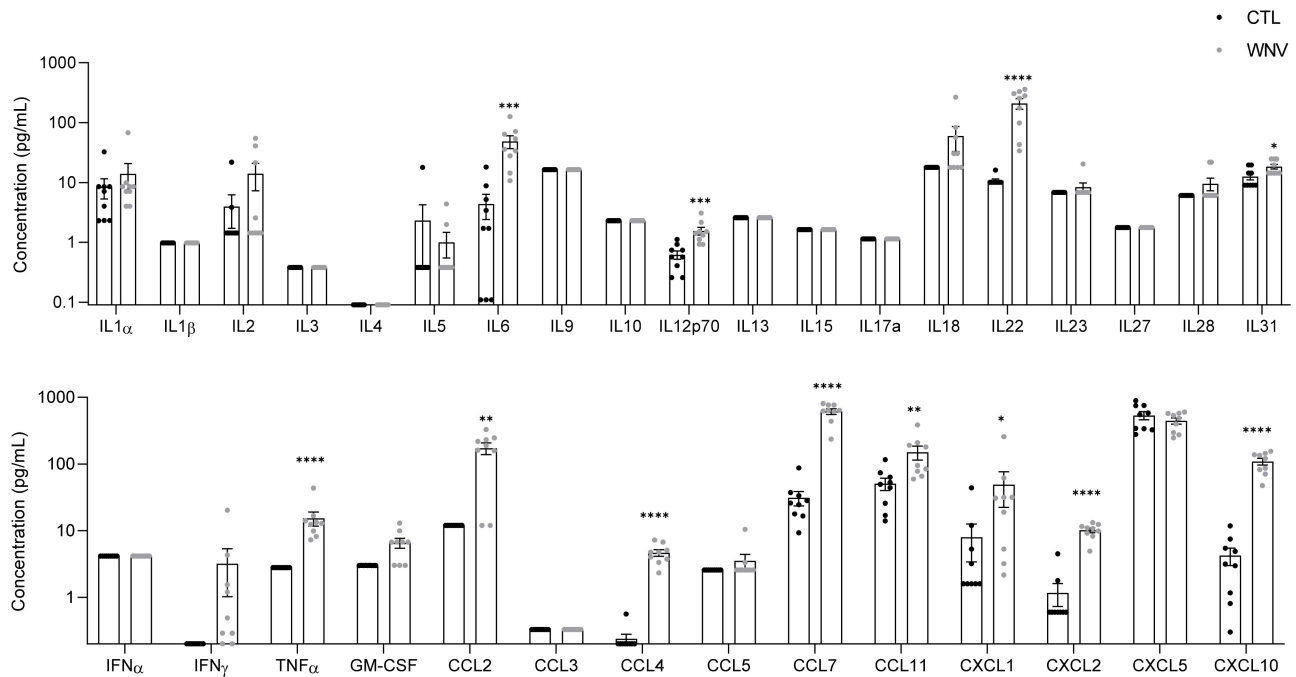 CTL
WNV
Concentration (pg/mL)
1000
100
10
1
0.1
*** *** **** *
IL1α IL1β IL2 IL3 IL4 IL5 IL6 IL9 IL10 IL12p70 IL13 IL15 IL17a IL18 IL22 IL23 IL27 IL28 IL31
Concentration (pg/mL)
1000
100
10
1
**** ** **** **** ** * **** ****
IFNα IFNγ TNFα GM-CSF CCL2 CCL3 CCL4 CCL5 CCL7 CCL11 CXCL1 CXCL2 CXCL5 CXCL10